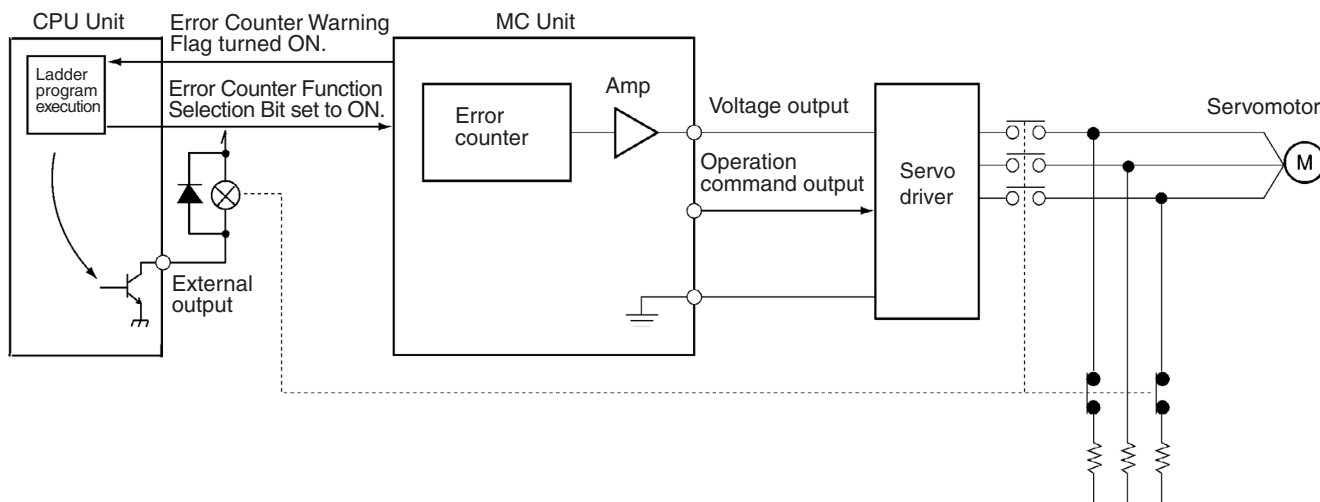 CPU Unit
Error Counter Warning
Flag turned ON.
MC Unit
Ladder
program
execution
Error Counter Function
Selection Bit set to ON.
Error
counter
Amp
Voltage output
Operation
command output
Servo
driver
Servomotor
M
External
output